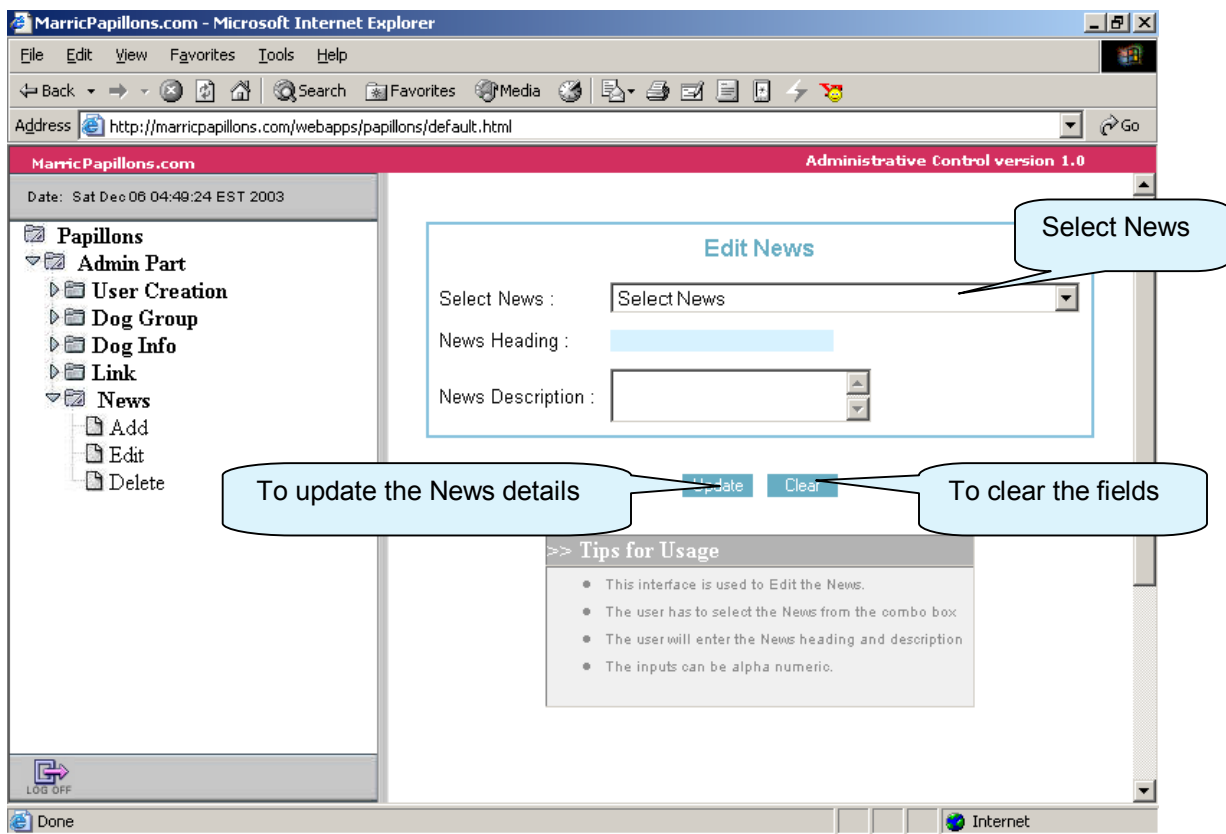 MarricPapillons.com - Microsoft Internet Explorer
File Edit View Favorites Tools Help
Back Search Favorites Media
Address http://marricpapillons.com/webapps/papillons/default.html Go
MarricPapillons.com Administrative Control version 1.0
Date: Sat Dec 06 04:49:24 EST 2003
Papillons
Admin Part
User Creation
Dog Group
Dog Info
Link
News
Add
Edit
Delete
LOG OFF
Edit News
Select News
Select News : Select News
News Heading :
News Description :
To update the News details
Update Clear
To clear the fields
>> Tips for Usage
This interface is used to Edit the News.
The user has to select the News from the combo box
The user will enter the News heading and description
The inputs can be alpha numeric.
Done Internet